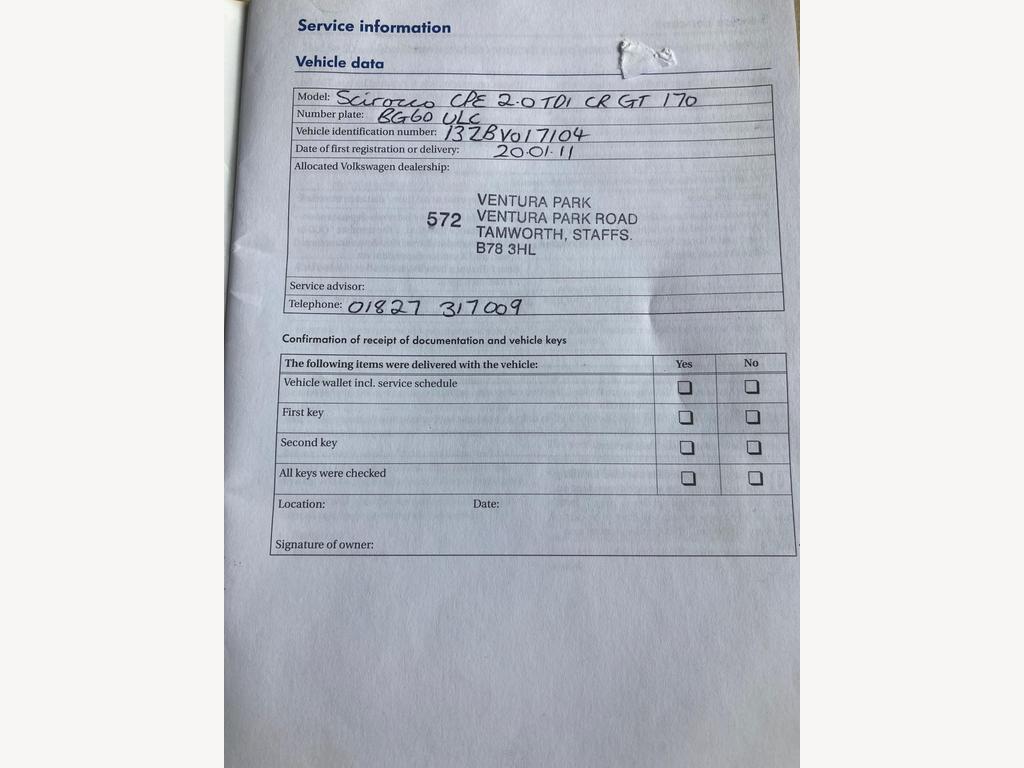 Service information
Vehicle data
Model: Scirocco CPE 2.0 TDI CR GT 170
Number plate: BG60 ULC
Vehicle identification number: 13ZBV017104
Date of first registration or delivery: 20.01.11
Allocated Volkswagen dealership:
572
VENTURA PARK
VENTURA PARK ROAD
TAMWORTH, STAFFS.
B78 3HL
Service advisor:
Telephone: 01827 317009
Confirmation of receipt of documentation and vehicle keys
The following items were delivered with the vehicle: Yes No
Vehicle wallet incl. service schedule
First key
Second key
All keys were checked
Location: Date:
Signature of owner: